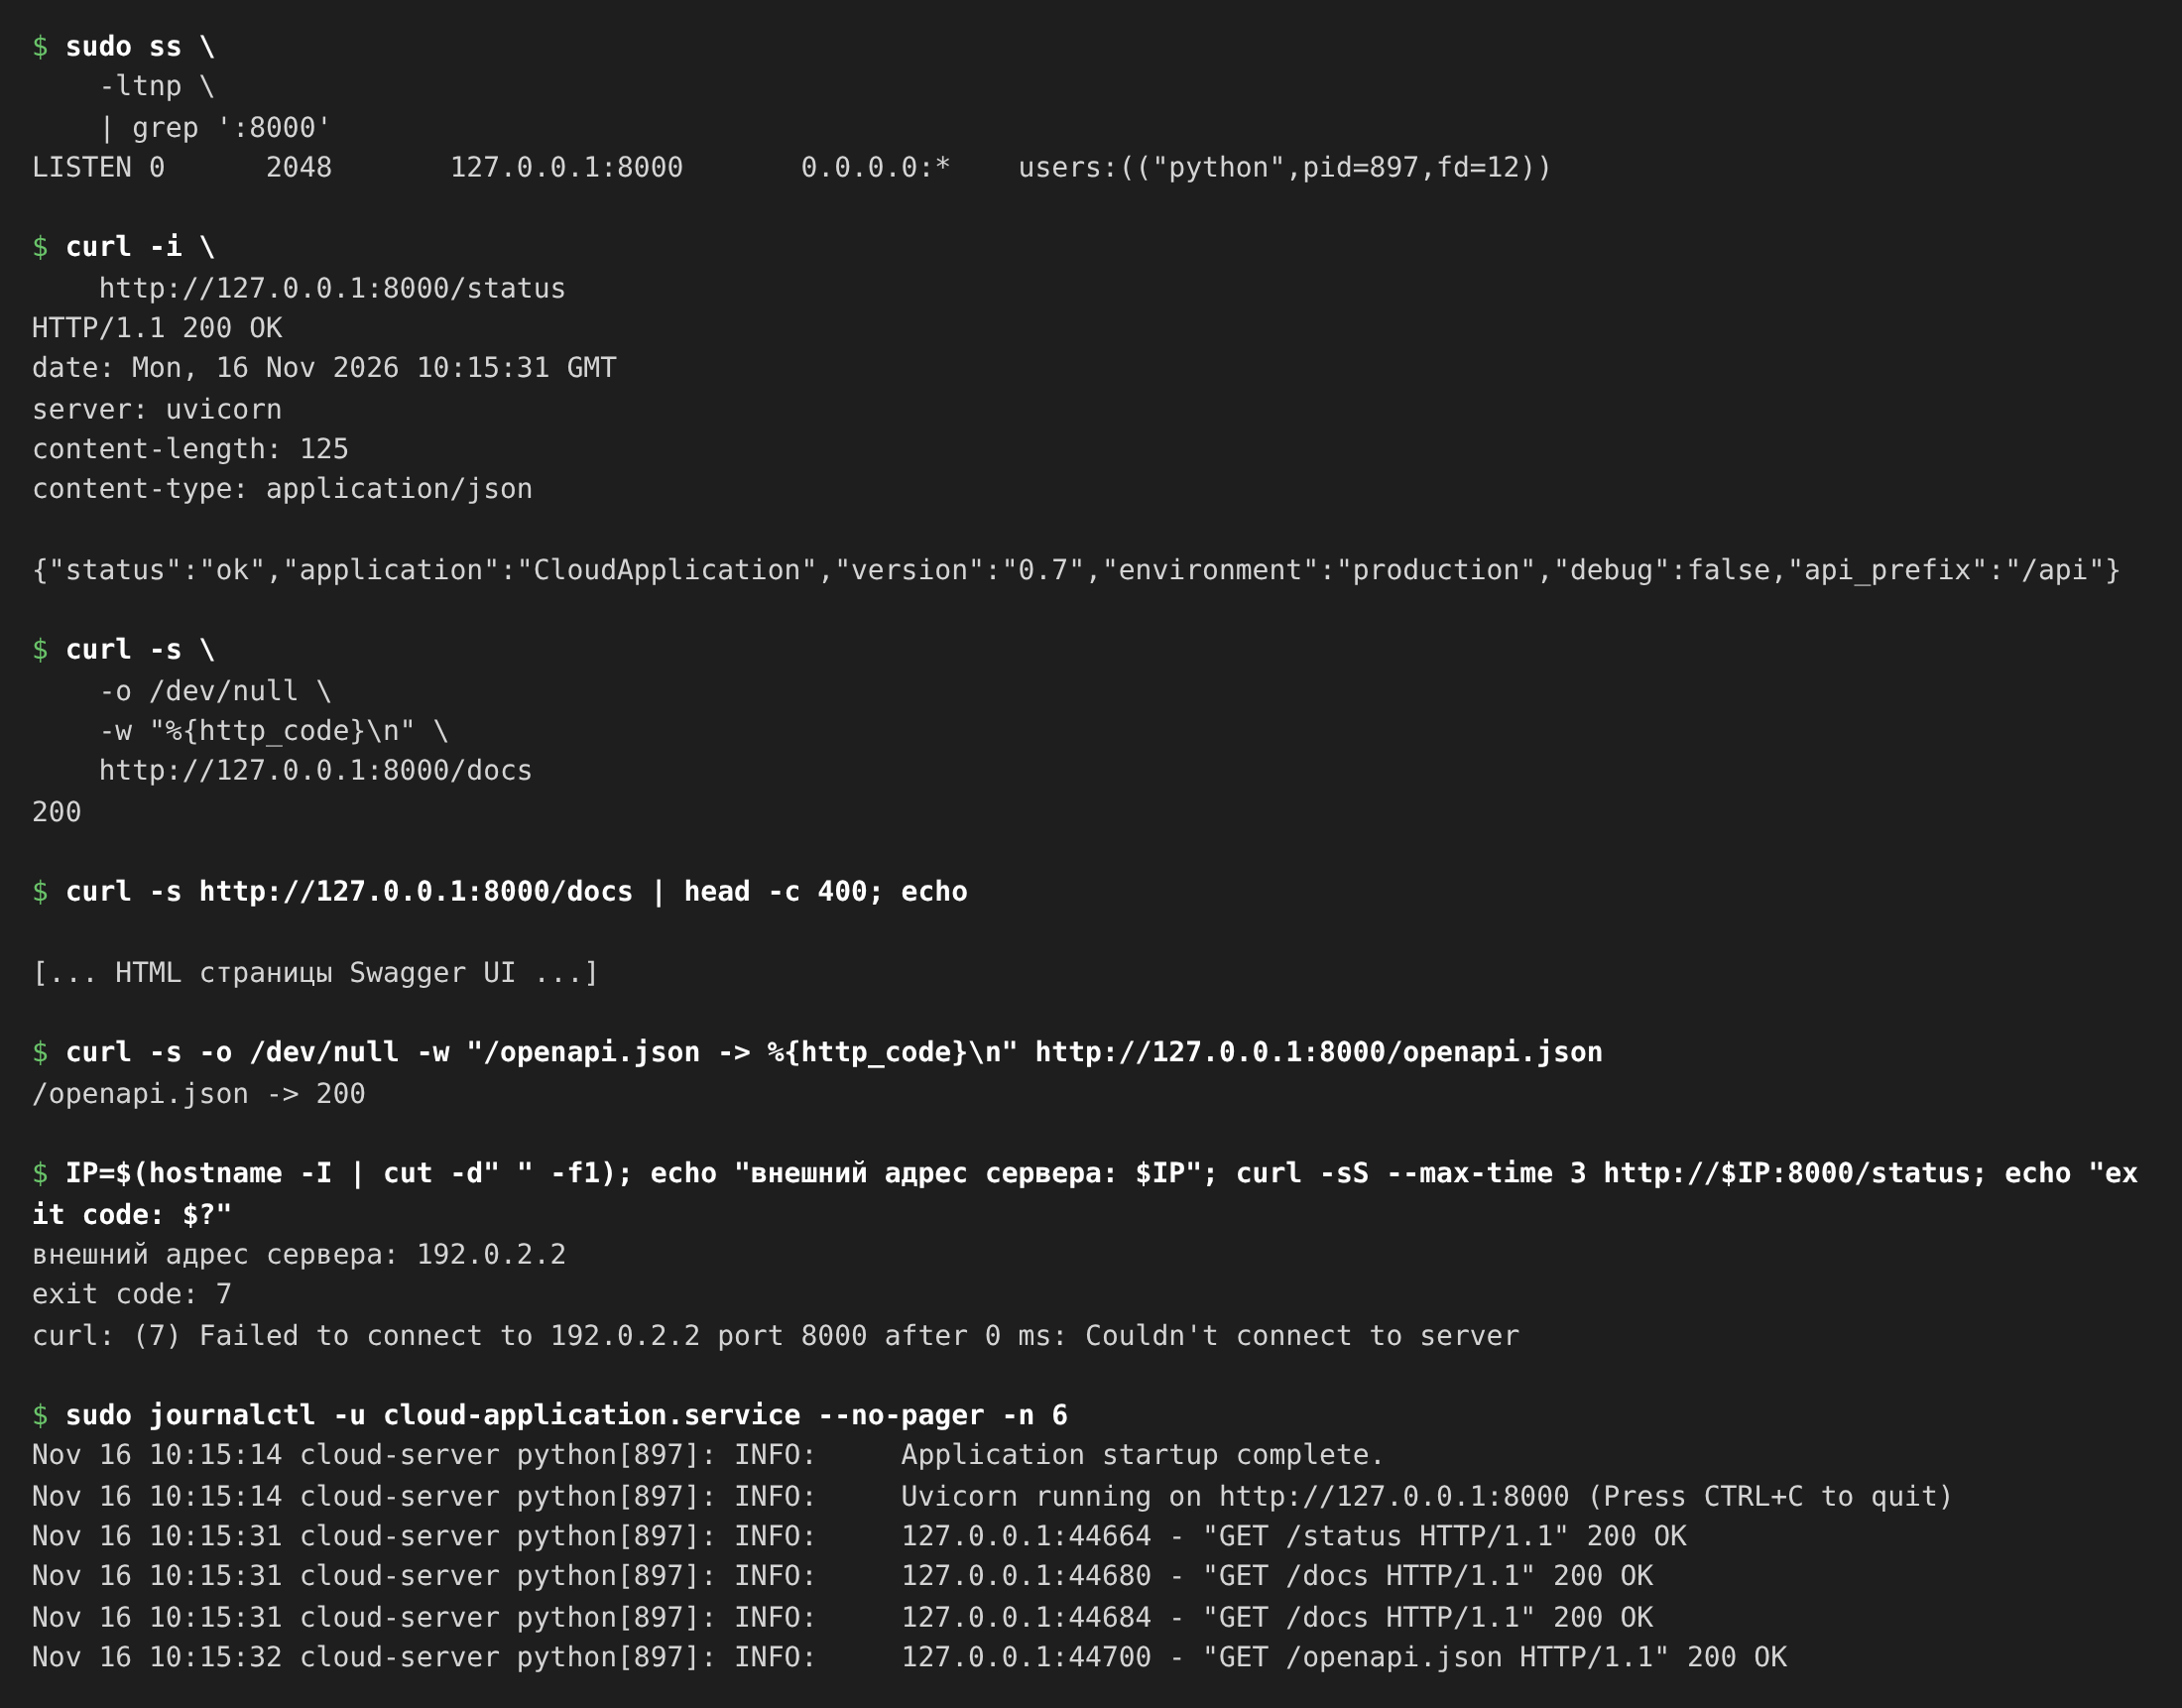 $ sudo ss \
    -ltnp \
    | grep ':8000'
LISTEN 0      2048       127.0.0.1:8000       0.0.0.0:*    users:(("python",pid=897,fd=12))

$ curl -i \
    http://127.0.0.1:8000/status
HTTP/1.1 200 OK
date: Mon, 16 Nov 2026 10:15:31 GMT
server: uvicorn
content-length: 125
content-type: application/json

{"status":"ok","application":"CloudApplication","version":"0.7","environment":"production","debug":false,"api_prefix":"/api"}

$ curl -s \
    -o /dev/null \
    -w "%{http_code}\n" \
    http://127.0.0.1:8000/docs
200

$ curl -s http://127.0.0.1:8000/docs | head -c 400; echo

[... HTML страницы Swagger UI ...]

$ curl -s -o /dev/null -w "/openapi.json -> %{http_code}\n" http://127.0.0.1:8000/openapi.json
/openapi.json -> 200

$ IP=$(hostname -I | cut -d" " -f1); echo "внешний адрес сервера: $IP"; curl -sS --max-time 3 http://$IP:8000/status; echo "ex
it code: $?"
внешний адрес сервера: 192.0.2.2
exit code: 7
curl: (7) Failed to connect to 192.0.2.2 port 8000 after 0 ms: Couldn't connect to server

$ sudo journalctl -u cloud-application.service --no-pager -n 6
Nov 16 10:15:14 cloud-server python[897]: INFO:     Application startup complete.
Nov 16 10:15:14 cloud-server python[897]: INFO:     Uvicorn running on http://127.0.0.1:8000 (Press CTRL+C to quit)
Nov 16 10:15:31 cloud-server python[897]: INFO:     127.0.0.1:44664 - "GET /status HTTP/1.1" 200 OK
Nov 16 10:15:31 cloud-server python[897]: INFO:     127.0.0.1:44680 - "GET /docs HTTP/1.1" 200 OK
Nov 16 10:15:31 cloud-server python[897]: INFO:     127.0.0.1:44684 - "GET /docs HTTP/1.1" 200 OK
Nov 16 10:15:32 cloud-server python[897]: INFO:     127.0.0.1:44700 - "GET /openapi.json HTTP/1.1" 200 OK